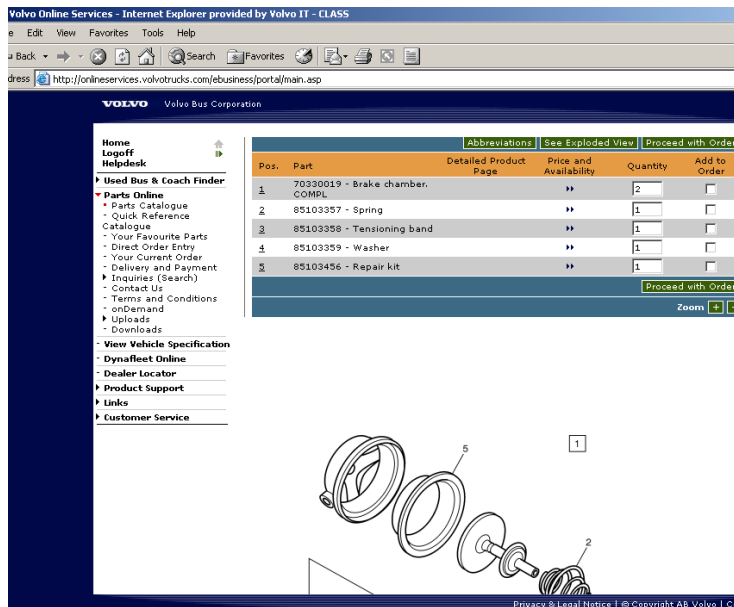 Volvo Online Services - Internet Explorer provided by Volvo IT - CLASS
e Edit View Favorites Tools Help
Back Search Favorites
dress http://onlineservices.volvotrucks.com/ebusiness/portal/main.asp
VOLVO Volvo Bus Corporation
Home
Logoff
Helpdesk
Used Bus & Coach Finder
Parts Online
Parts Catalogue
- Quick Reference
Catalogue
- Your Favourite Parts
- Direct Order Entry
- Your Current Order
- Delivery and Payment
Inquiries (Search)
- Contact Us
- Terms and Conditions
- onDemand
Uploads
- Downloads
- View Vehicle Specification
- Dynafleet Online
- Dealer Locator
Product Support
Links
Customer Service
Abbreviations See Exploded View Proceed with Order
Pos. Part Detailed Product Page Price and Availability Quantity Add to Order
1 70330019 - Brake chamber. COMPL 2
2 85103357 - Spring 1
3 85103358 - Tensioning band 1
4 85103359 - Washer 1
5 85103456 - Repair kit 1
Proceed with Order
Zoom +
5
1
2
Privacy & Legal Notice | © Copyright AB Volvo | C